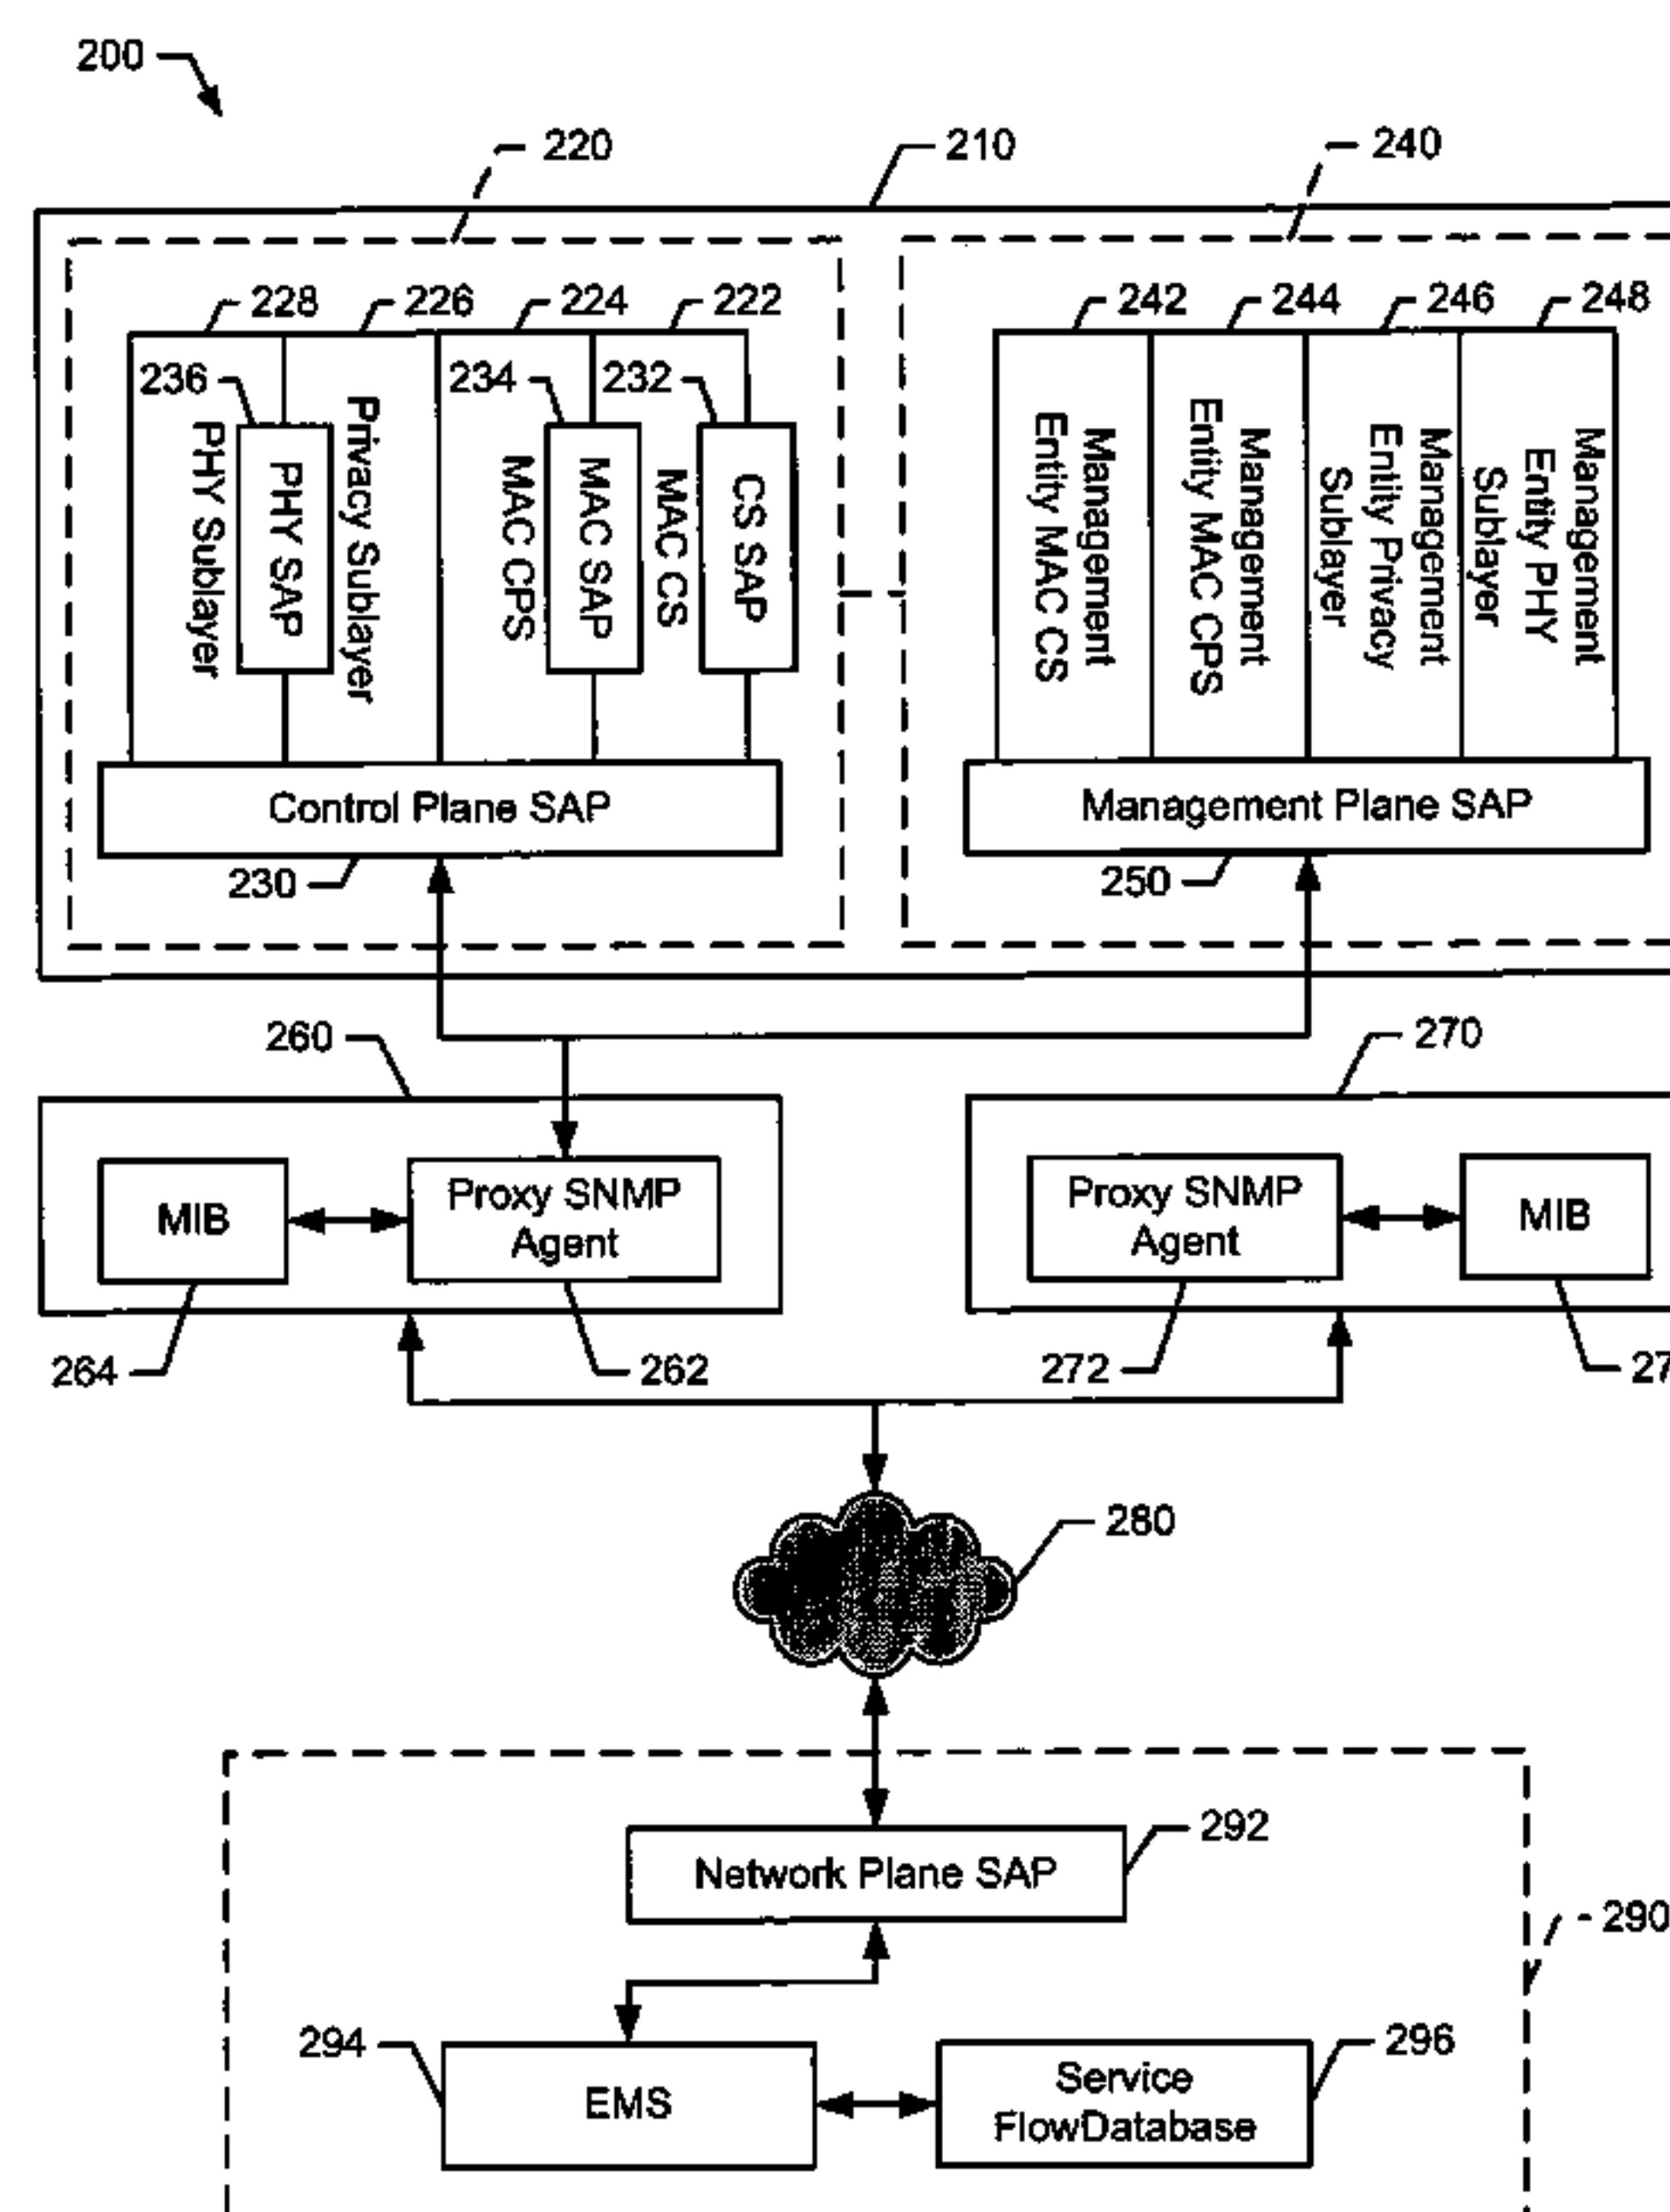 200
220
210
240
228
226
224
222
242
244
246
248
236
234
232
PHY Sublayer
PHY SAP
Privacy Sublayer
MAC CPS
MAC SAP
MAC CS
CS SAP
Management
Entity MAC CS
Management
Entity MAC CPS
Management
Entity Privacy
Sublayer
Management
Entity PHY
Sublayer
Control Plane SAP
Management Plane SAP
230
250
260
270
MIB
Proxy SNMP
Agent
Proxy SNMP
Agent
MIB
264
262
272
27
280
Network Plane SAP
292
290
294
EMS
Service
FlowDatabase
296